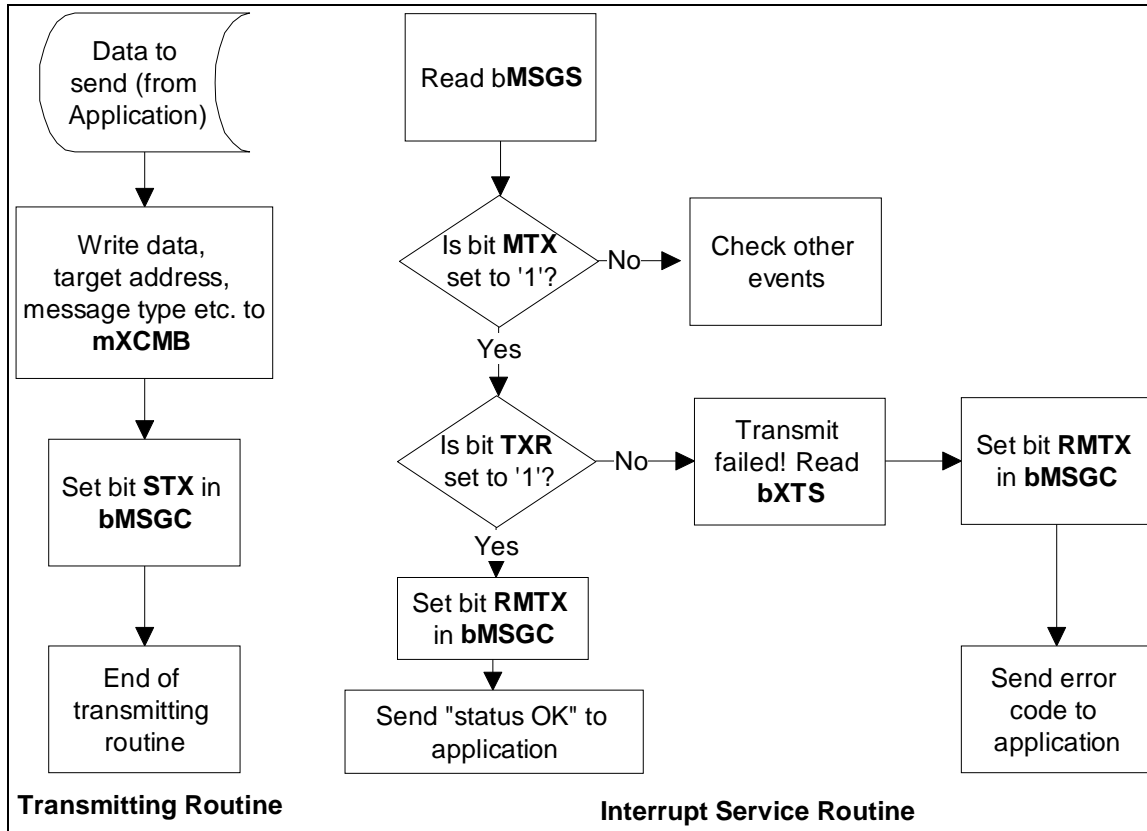 Data to
send (from
Application)
Write data,
target address,
message type etc. to
mXCMB
Set bit STX in
bMSGC
End of
transmitting
routine
Transmitting Routine
Read bMSGS
Is bit MTX
set to '1'?
No
Check other
events
Yes
Is bit TXR
set to '1'?
No
Transmit
failed! Read
bXTS
Set bit RMTX
in bMSGC
Send error
code to
application
Yes
Set bit RMTX
in bMSGC
Send "status OK" to
application
Interrupt Service Routine